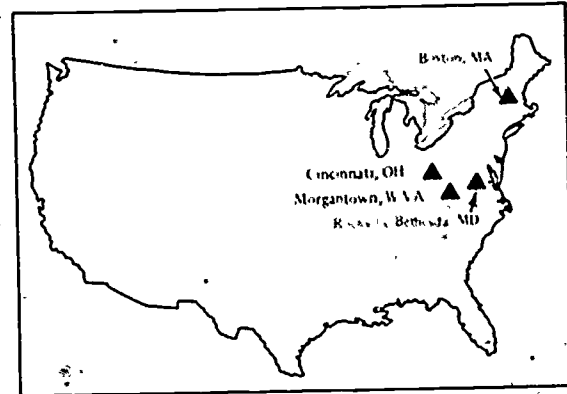 Boston, MA
Cincinnati, OH
Morgantown, W VA
Bethesda, MD